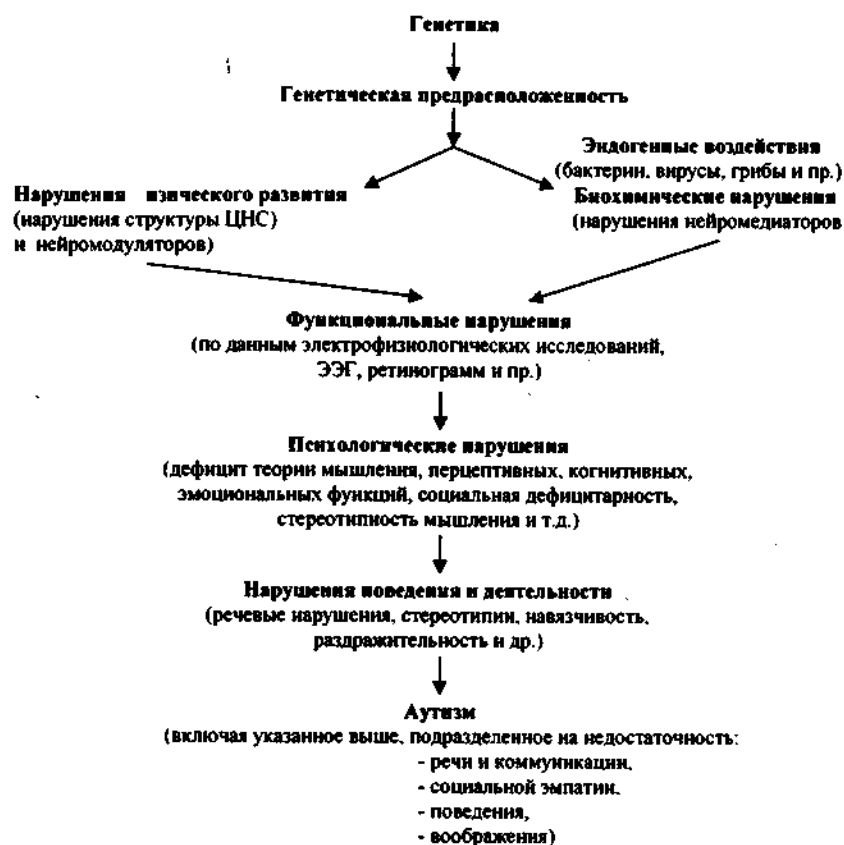 Генетика
Генетическая предрасположенность
Эндогенные воздействия
(бактерии, вирусы, грибы и пр.)
Нарушения изического развития
(нарушения структуры ЦНС)
и нейромодуляторов)
Биохимические нарушения
(нарушения нейромедиаторов
Функциональные нарушения
(по данным электрофизиологических исследований,
ЭЭГ, ретинограмм и пр.)
Психологические нарушения
(дефицит теории мышления, перцептивных, когнитивных,
эмоциональных функций, социальная дефицитарность,
стереотипность мышления и т.д.)
Нарушения поведения и деятельности
(речевые нарушения, стереотипии, навязчивость,
раздражительность и др.)
Аутизм
(включая указанное выше, подразделенное на недостаточность:
- речи и коммуникации,
- социальной эмпатии,
- поведения,
- воображения)